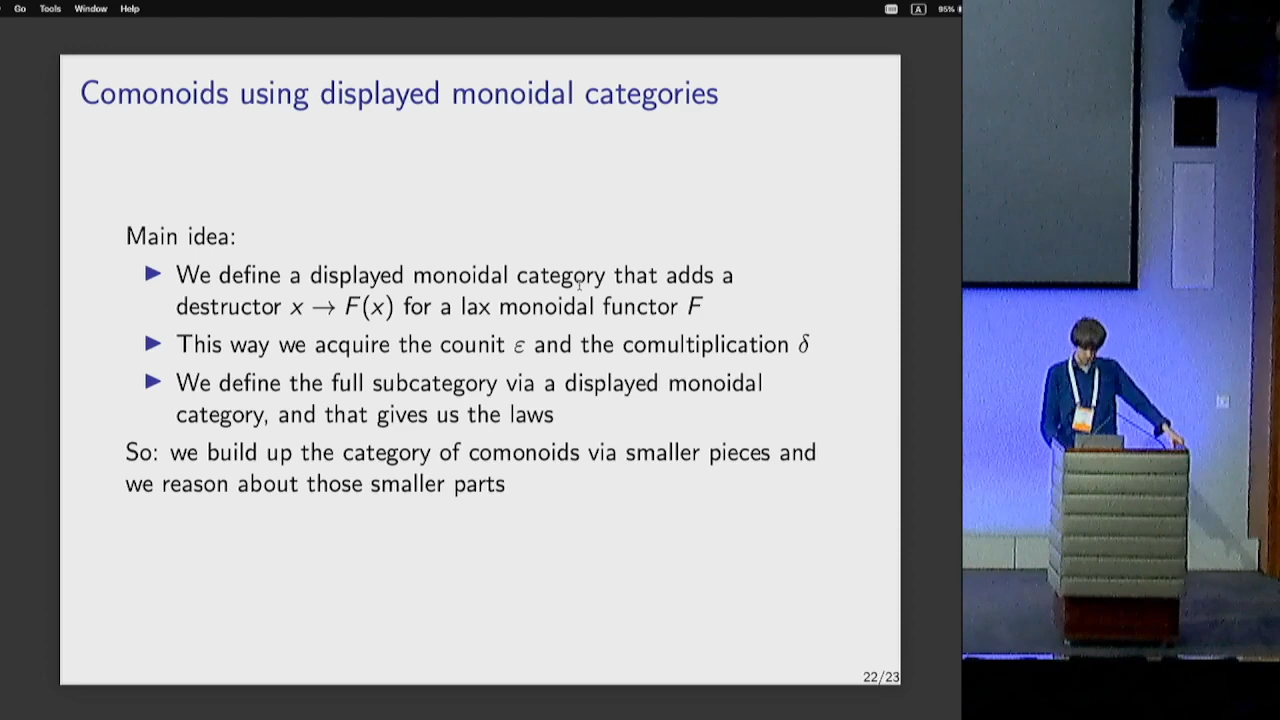 Go Tools Window Help A 95%
Comonoids using displayed monoidal categories
Main idea:
▶ We define a displayed monoidal category that adds a
destructor x → F(x) for a lax monoidal functor F
▶ This way we acquire the counit ε and the comultiplication δ
▶ We define the full subcategory via a displayed monoidal
category, and that gives us the laws
So: we build up the category of comonoids via smaller pieces and
we reason about those smaller parts
22/23